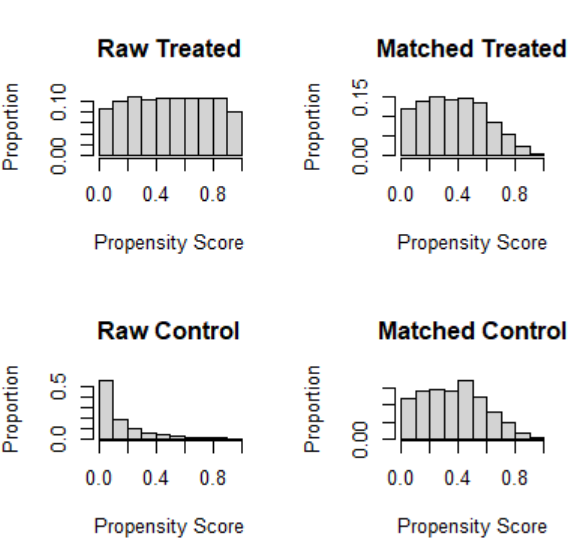 Raw Treated
Proportion
0.00 0.10
0.0 0.4 0.8
Propensity Score
Matched Treated
Proportion
0.00 0.15
0.0 0.4 0.8
Propensity Score
Raw Control
Proportion
0.0 0.5
0.0 0.4 0.8
Propensity Score
Matched Control
Proportion
0.00
0.0 0.4 0.8
Propensity Score